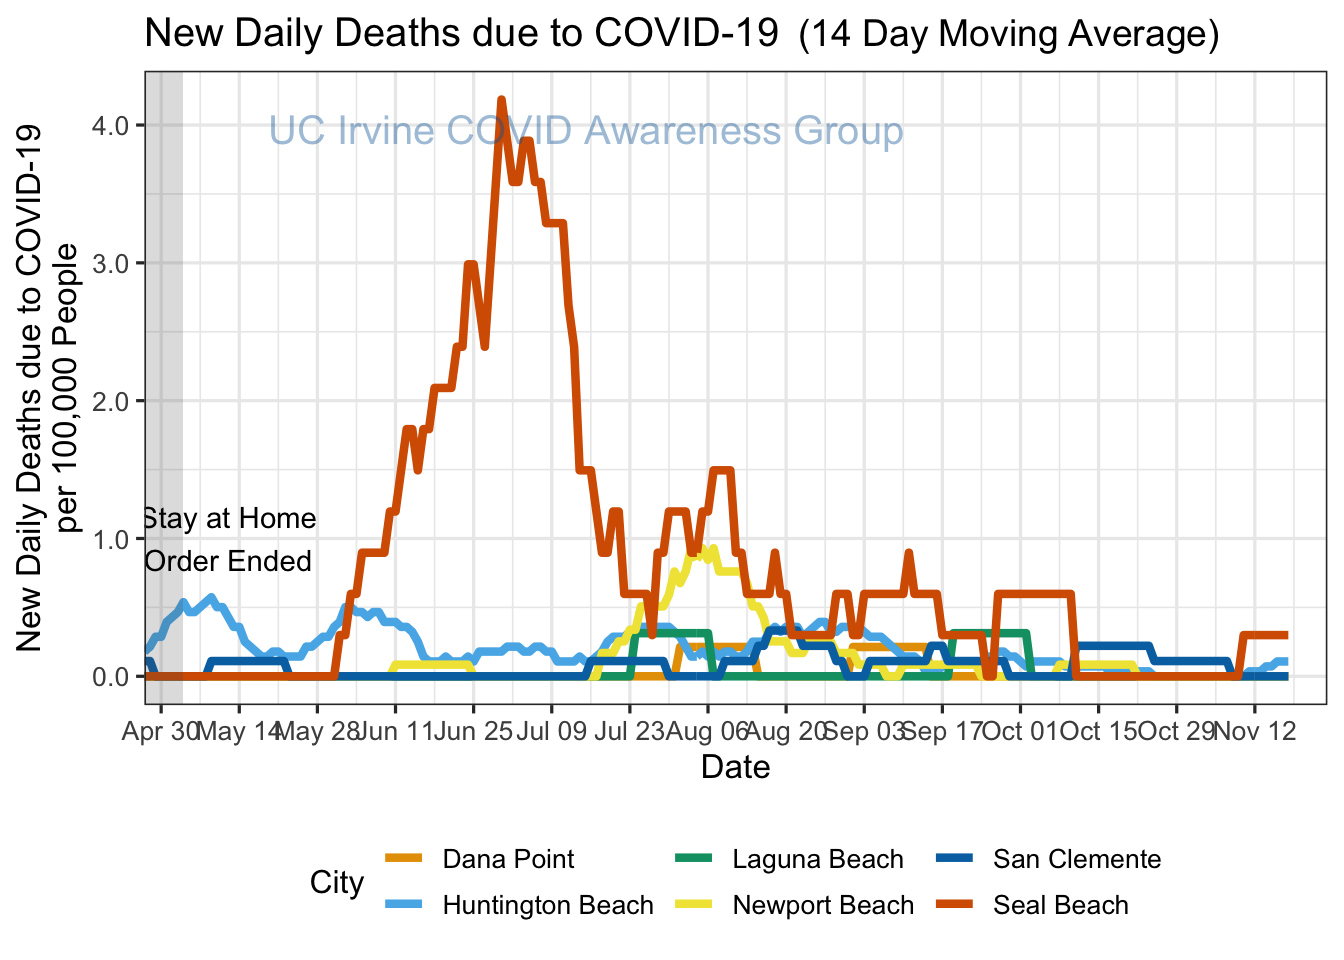 New Daily Deaths due to COVID-19 (14 Day Moving Average)
UC Irvine COVID Awareness Group
New Daily Deaths due to COVID-19
per 100,000 People
4.0
3.0
2.0
1.0
0.0
Stay at Home
Order Ended
Apr 30 May 14 May 28 Jun 11 Jun 25 Jul 09 Jul 23 Aug 06 Aug 20 Sep 03 Sep 17 Oct 01 Oct 15 Oct 29 Nov 12
Date
City
Dana Point Laguna Beach San Clemente
Huntington Beach Newport Beach Seal Beach